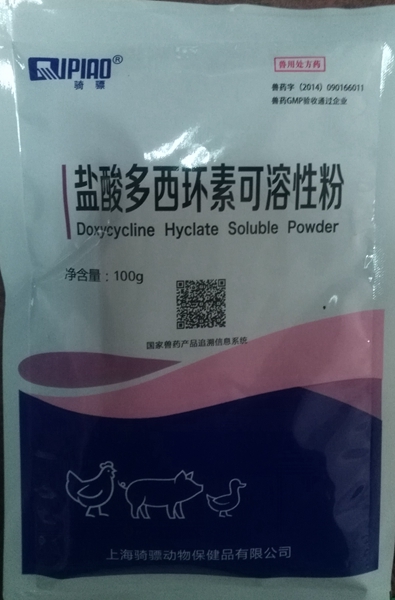 QIPIAO®
骑骠
兽用处方药
兽药字 (2014) 090166011
兽药GMP验收通过企业
盐酸多西环素可溶性粉
Doxycycline Hyclate Soluble Powder
净含量：100g
国家兽药产品追溯信息系统
上海骑骠动物保健品有限公司